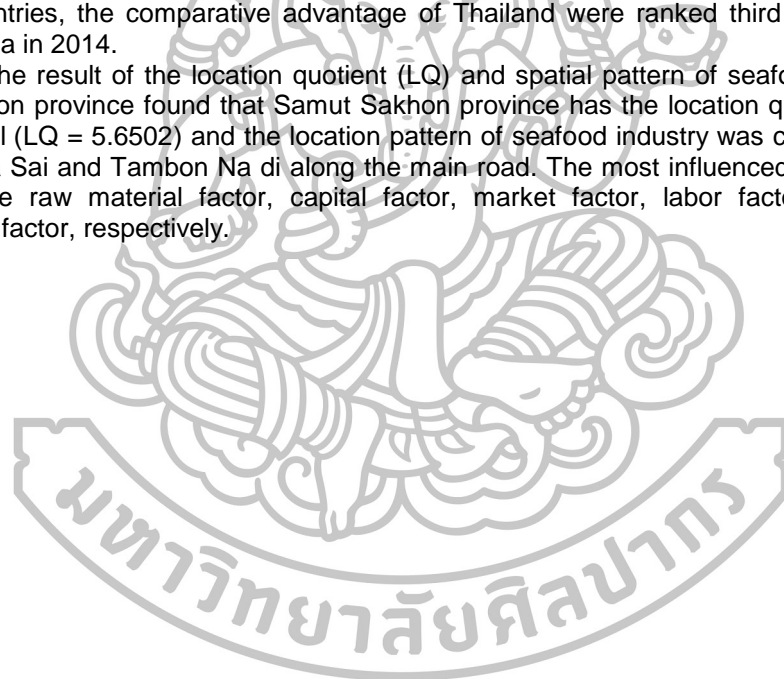 ntries, the comparative advantage of Thailand were ranked third
a in 2014.
he result of the location quotient (LQ) and spatial pattern of seafo
on province found that Samut Sakhon province has the location q
l (LQ = 5.6502) and the location pattern of seafood industry was c
Sai and Tambon Na di along the main road. The most influenced
e raw material factor, capital factor, market factor, labor facto
factor, respectively.
มหาวิทยาลัยศิลปากร